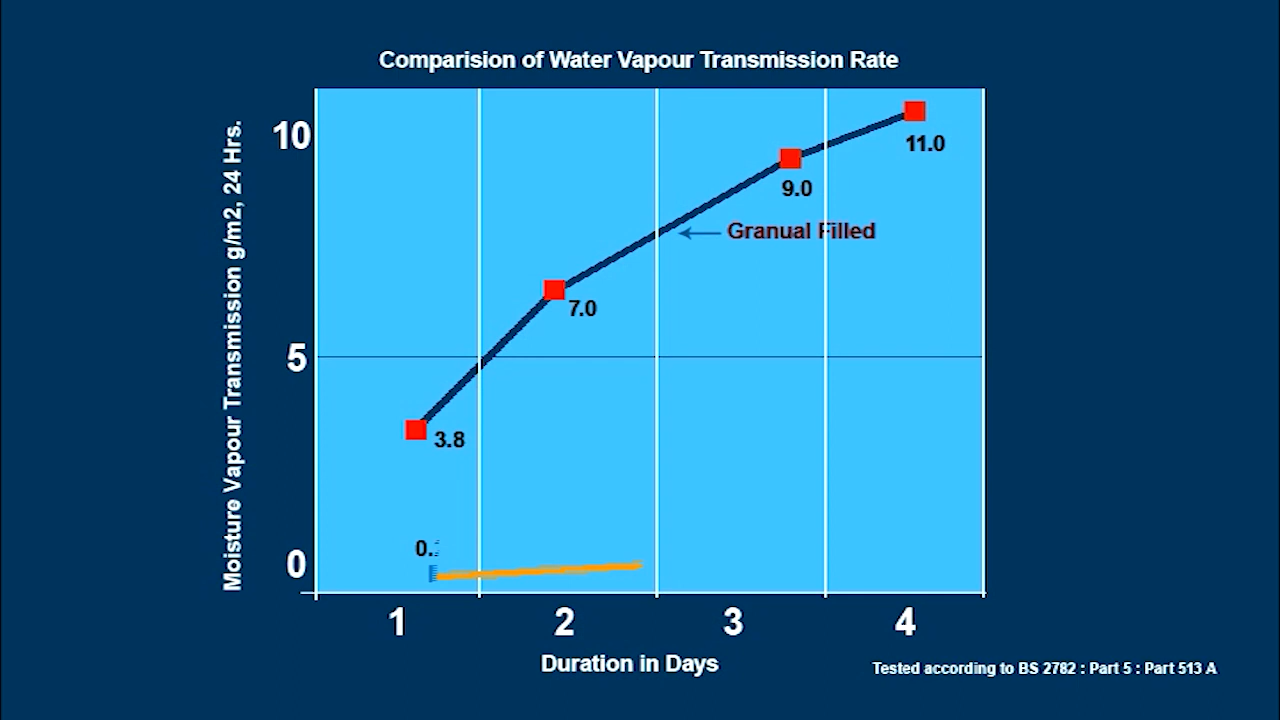 Comparision of Water Vapour Transmission Rate
Moisture Vapour Transmission g/m2, 24 Hrs.
10
11.0
9.0
Granual Filled
7.0
5
3.8
0
1
2
3
4
Duration in Days
Tested according to BS 2782 : Part 5 : Part 513 A